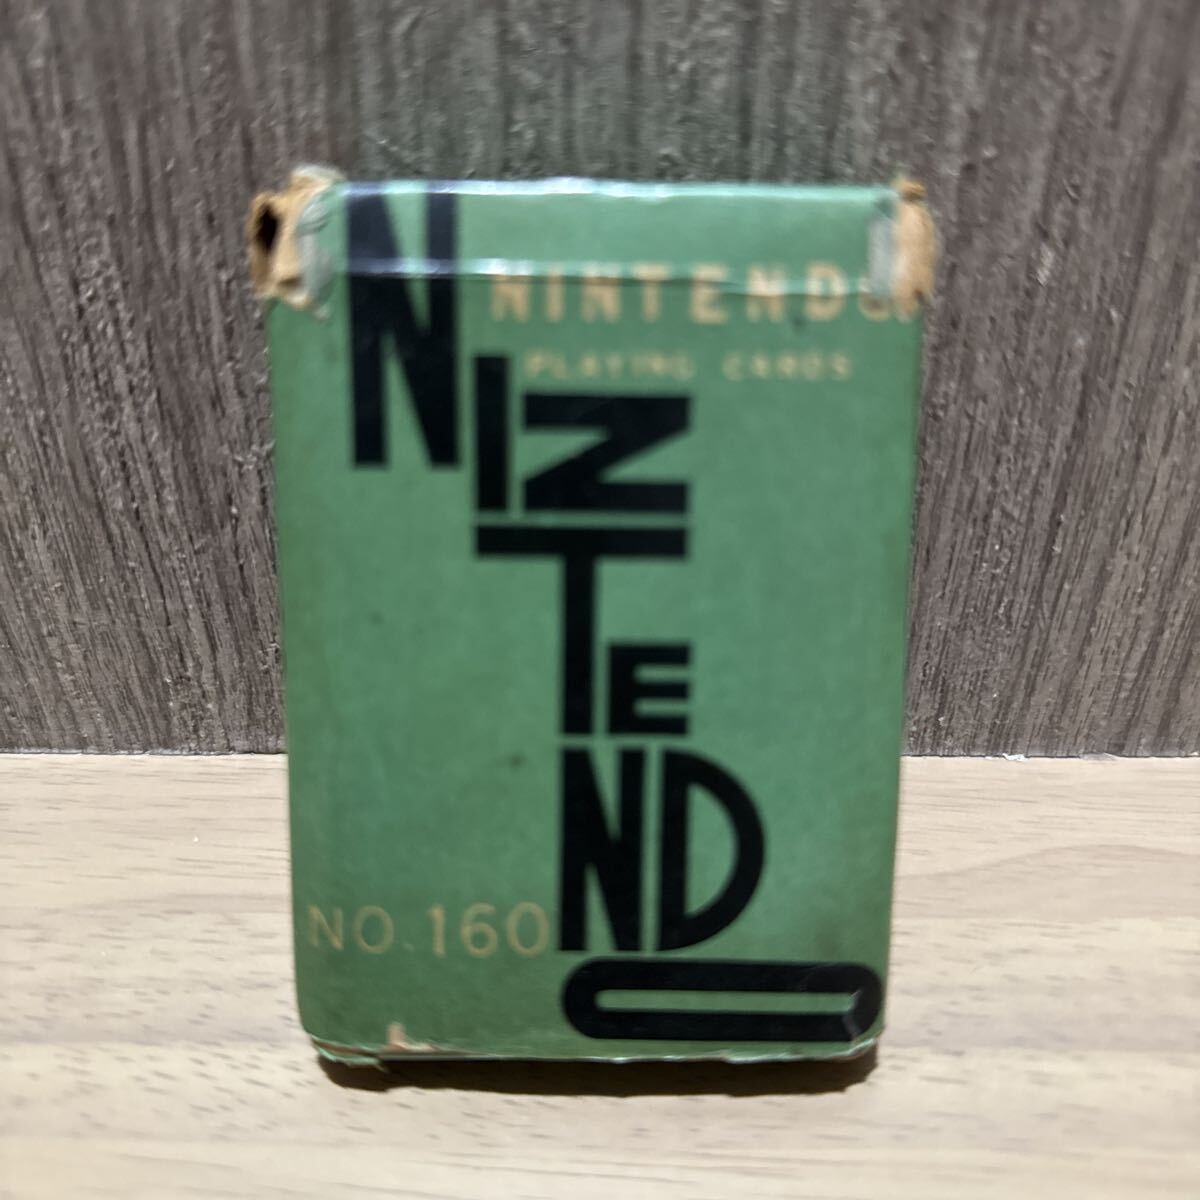 NINTENDO
NINTENDO
PLAYING CARDS
NO. 160